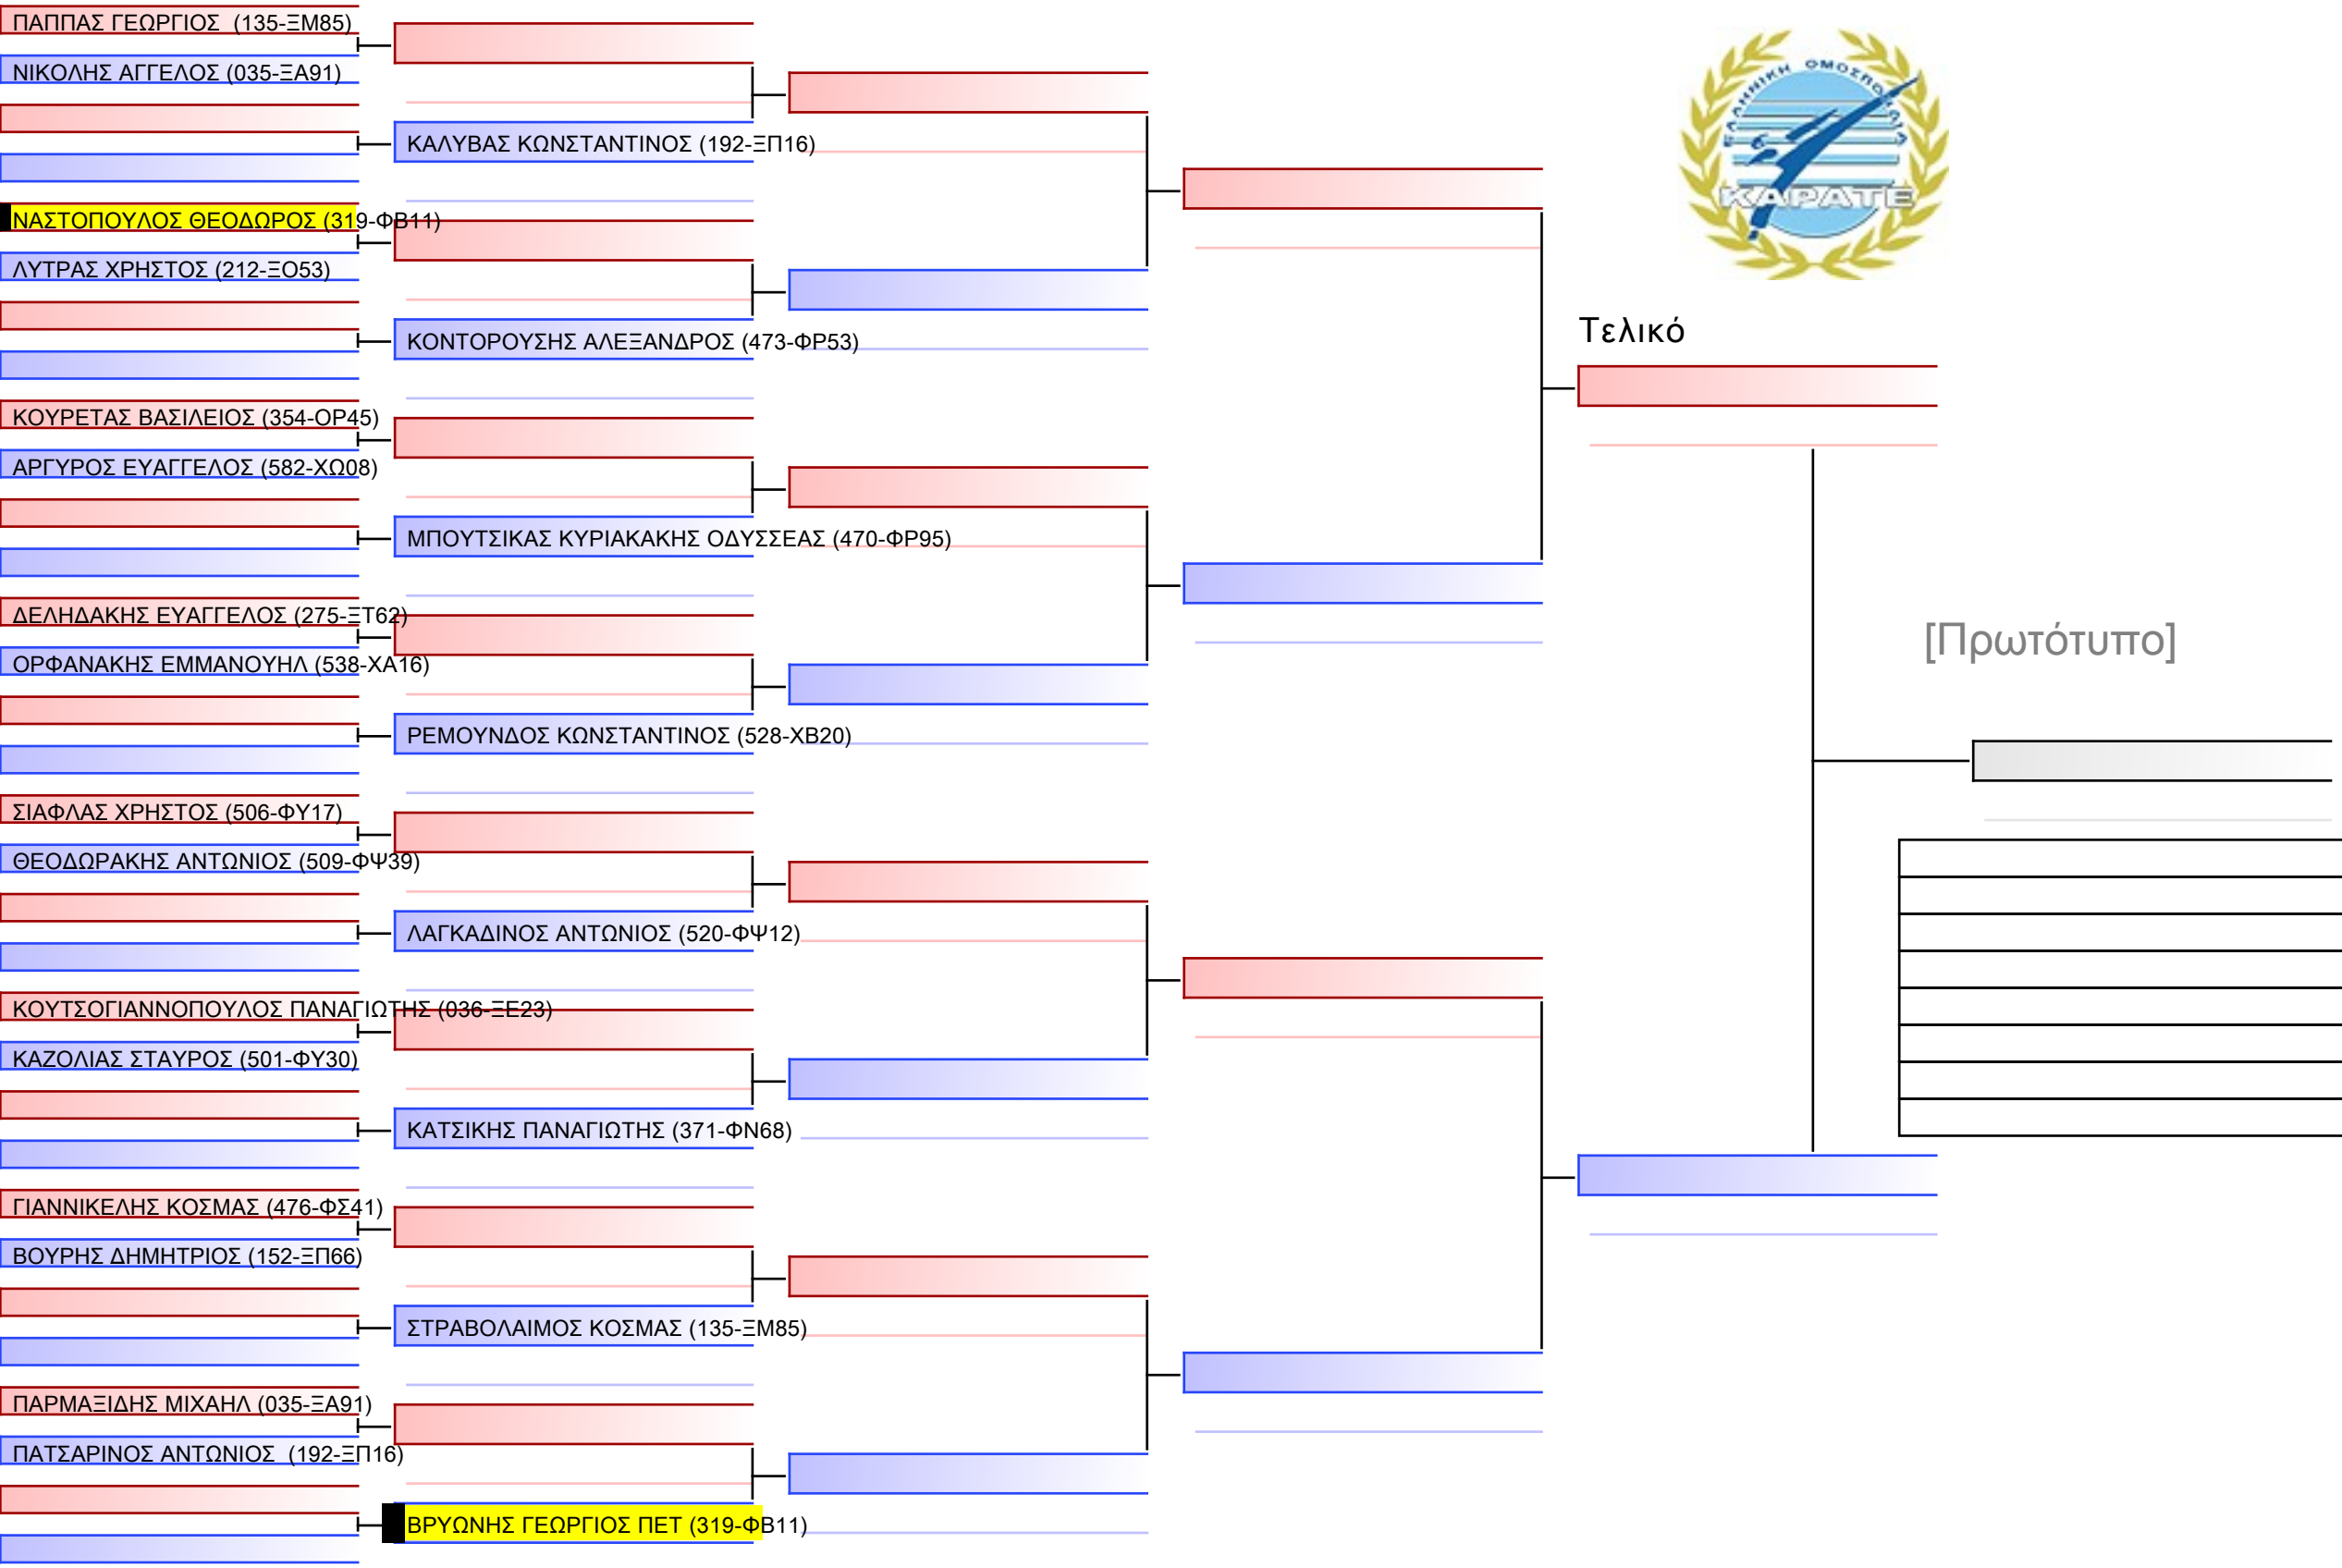 ΠΑΠΠΑΣ ΓΕΩΡΓΙΟΣ (135-ΞΜ85)
ΝΙΚΟΛΗΣ ΑΓΓΕΛΟΣ (035-ΞΑ91)
ΚΑΛΥΒΑΣ ΚΩΝΣΤΑΝΤΙΝΟΣ (192-ΞΠ16)
ΝΑΣΤΟΠΟΥΛΟΣ ΘΕΟΔΩΡΟΣ (319-ΦΒ11)
ΛΥΤΡΑΣ ΧΡΗΣΤΟΣ (212-ΞΟ53)
ΚΟΝΤΟΡΟΥΣΗΣ ΑΛΕΞΑΝΔΡΟΣ (473-ΦΡ53)
ΚΟΥΡΕΤΑΣ ΒΑΣΙΛΕΙΟΣ (354-ΟΡ45)
ΑΡΓΥΡΟΣ ΕΥΑΓΓΕΛΟΣ (582-ΧΩ08)
ΜΠΟΥΤΣΙΚΑΣ ΚΥΡΙΑΚΑΚΗΣ ΟΔΥΣΣΕΑΣ (470-ΦΡ95)
ΔΕΛΗΔΑΚΗΣ ΕΥΑΓΓΕΛΟΣ (275-ΞΤ62)
ΟΡΦΑΝΑΚΗΣ ΕΜΜΑΝΟΥΗΛ (538-ΧΑ16)
ΡΕΜΟΥΝΔΟΣ ΚΩΝΣΤΑΝΤΙΝΟΣ (528-ΧΒ20)
ΣΙΑΦΛΑΣ ΧΡΗΣΤΟΣ (506-ΦΥ17)
ΘΕΟΔΩΡΑΚΗΣ ΑΝΤΩΝΙΟΣ (509-ΦΨ39)
ΛΑΓΚΑΔΙΝΟΣ ΑΝΤΩΝΙΟΣ (520-ΦΨ12)
ΚΟΥΤΣΟΓΙΑΝΝΟΠΟΥΛΟΣ ΠΑΝΑΓΙΩΤΗΣ (036-ΞΕ23)
ΚΑΖΟΛΙΑΣ ΣΤΑΥΡΟΣ (501-ΦΥ30)
ΚΑΤΣΙΚΗΣ ΠΑΝΑΓΙΩΤΗΣ (371-ΦΝ68)
ΓΙΑΝΝΙΚΕΛΗΣ ΚΟΣΜΑΣ (476-ΦΣ41)
ΒΟΥΡΗΣ ΔΗΜΗΤΡΙΟΣ (152-ΞΠ66)
ΣΤΡΑΒΟΛΑΙΜΟΣ ΚΟΣΜΑΣ (135-ΞΜ85)
ΠΑΡΜΑΞΙΔΗΣ ΜΙΧΑΗΛ (035-ΞΑ91)
ΠΑΤΣΑΡΙΝΟΣ ΑΝΤΩΝΙΟΣ (192-ΞΠ16)
ΒΡΥΩΝΗΣ ΓΕΩΡΓΙΟΣ ΠΕΤ (319-ΦΒ11)
ΕΛΛΗΝΙΚΗ ΟΜΟΣΠΟΝΔΙΑ
ΚΑΡΑΤΕ
Τελικό
[Πρωτότυπο]